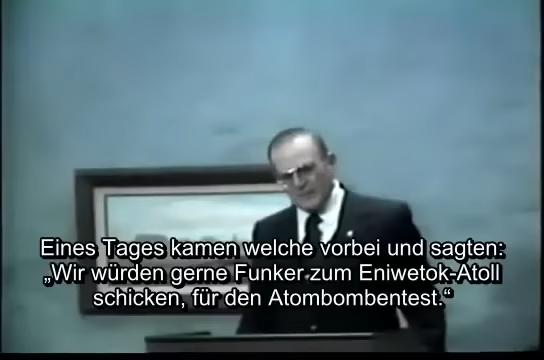 Eines Tages kamen welche vorbei und sagten:
„Wir würden gerne Funker zum Eniwetok-Atoll
schicken, für den Atombombentest.“